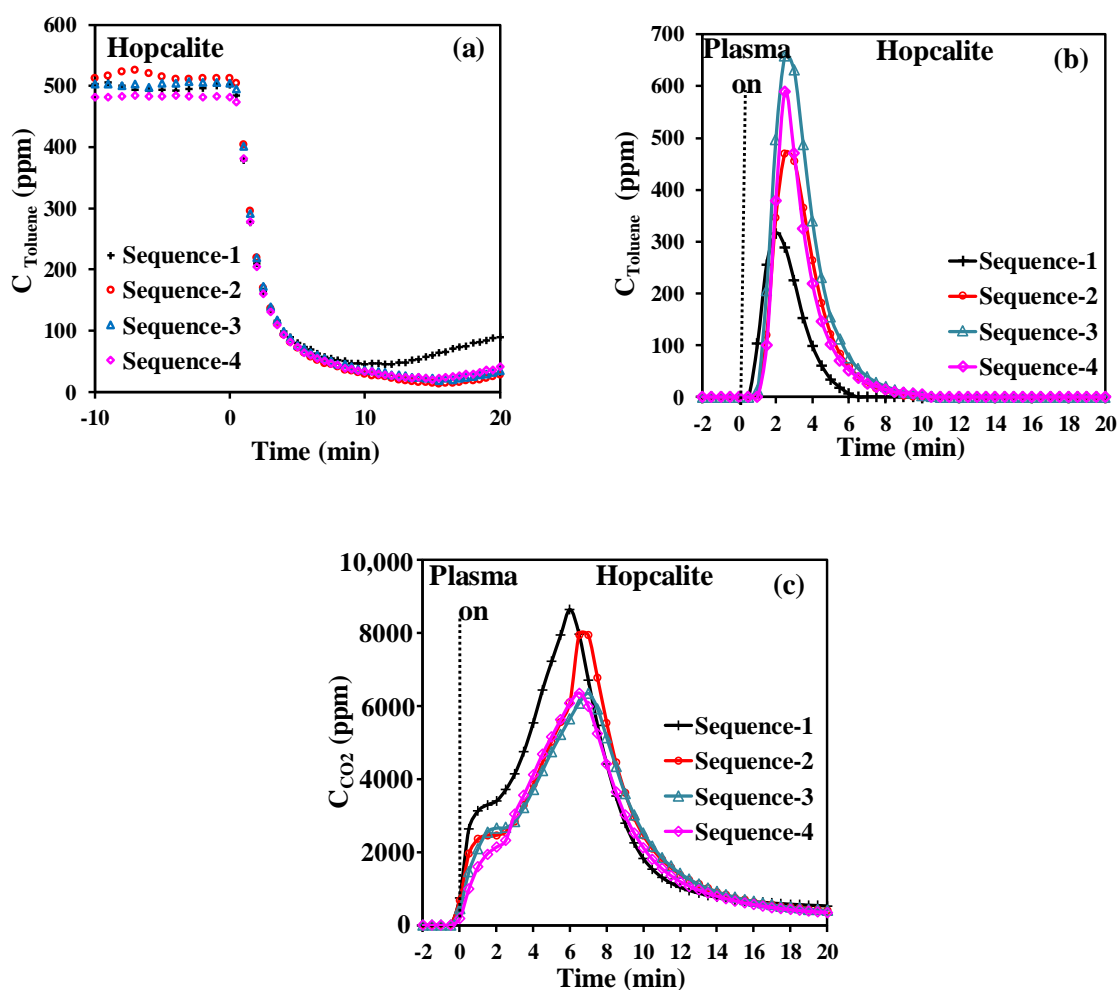 600
500
400
300
200
100
0
-10
0
10
20
C Toluene (ppm)
Time (min)
Hopcalite
(a)
Sequence-1
Sequence-2
Sequence-3
Sequence-4
700
600
500
400
300
200
100
0
-2 0 2 4 6 8 10 12 14 16 18 20
C Toluene (ppm)
Time (min)
Plasma
on
Hopcalite
(b)
Sequence-1
Sequence-2
Sequence-3
Sequence-4
10,000
8000
6000
4000
2000
0
-2 0 2 4 6 8 10 12 14 16 18 20
C CO2 (ppm)
Time (min)
Plasma
on
Hopcalite
(c)
Sequence-1
Sequence-2
Sequence-3
Sequence-4